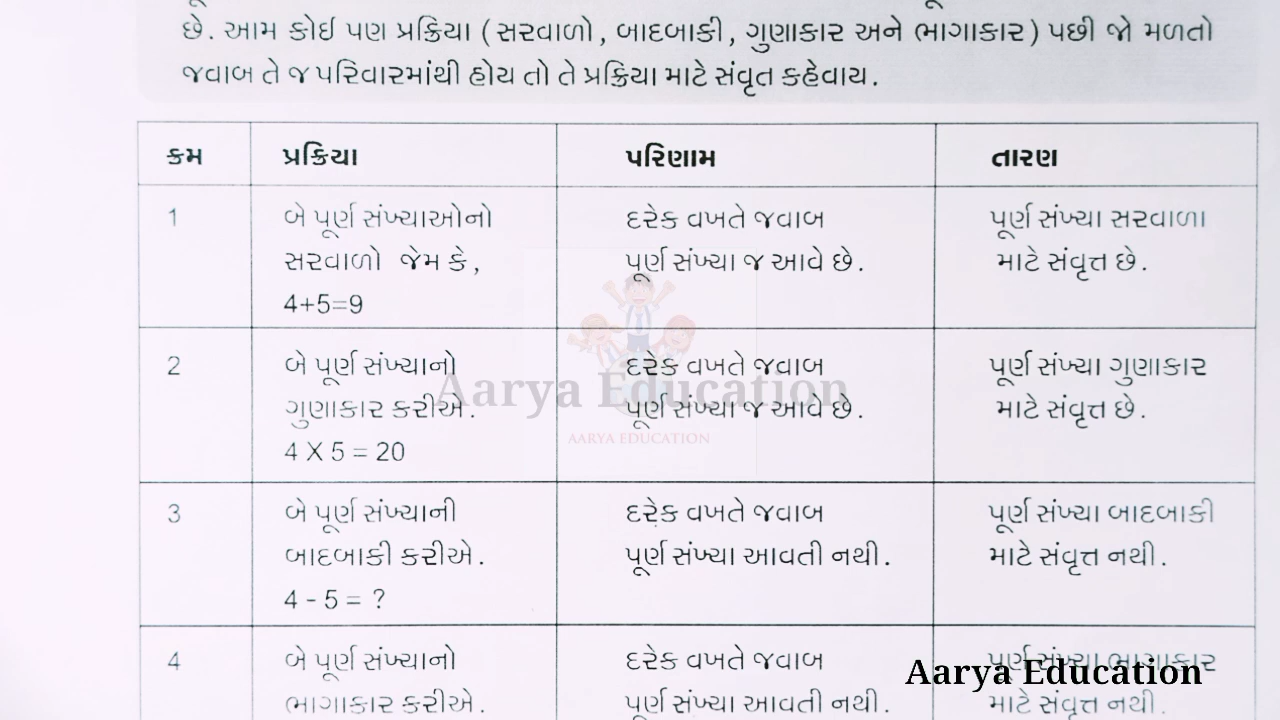 છે. આમ કોઈ પણ પ્રક્રિયા (સરવાળો, બાદબાકી, ગુણાકાર અને ભાગાકાર) પછી જો મળતો
જવાબ તે જ પરિવારમાંથી હોય તો તે પ્રક્રિયા માટે સંવૃત કહેવાય.
ક્રમ પ્રક્રિયા પરિણામ તારણ
1 બે પૂર્ણ સંખ્યાઓનો દરેક વખતે જવાબ પૂર્ણ સંખ્યા સરવાળા
સરવાળો જેમ કે, પૂર્ણ સંખ્યા જ આવે છે. માટે સંવૃત્ત છે.
4+5=9
2 બે પૂર્ણ સંખ્યાનો દરેક વખતે જવાબ પૂર્ણ સંખ્યા ગુણાકાર
ગુણાકાર કરીએ. પૂર્ણ સંખ્યા જ આવે છે. માટે સંવૃત્ત છે.
Aarya Education
AARYA EDUCATION
4 X 5 = 20
3 બે પૂર્ણ સંખ્યાની દરેક વખતે જવાબ પૂર્ણ સંખ્યા બાદબાકી
બાદબાકી કરીએ. પૂર્ણ સંખ્યા આવતી નથી. માટે સંવૃત્ત નથી.
4 - 5 = ?
4 બે પૂર્ણ સંખ્યાનો દરેક વખતે જવાબ પૂર્ણ સંખ્યા ભાગાકાર
Aarya Education
ભાગાકાર કરીએ. પૂર્ણ સંખ્યા આવતી નથી. માટે સંવૃત્ત નથી.